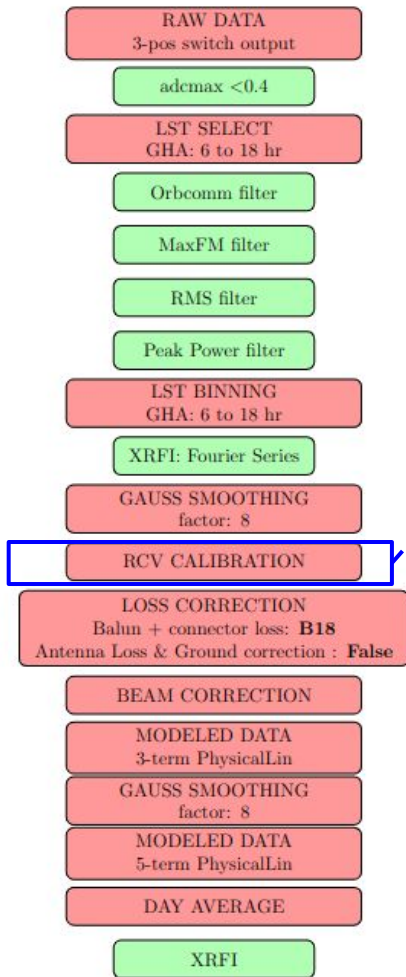 RAW DATA
3-pos switch output
adcmax <0.4
LST SELECT
GHA: 6 to 18 hr
Orbcomm filter
MaxFM filter
RMS filter
Peak Power filter
LST BINNING
GHA: 6 to 18 hr
XRFI: Fourier Series
GAUSS SMOOTHING
factor: 8
RCV CALIBRATION
LOSS CORRECTION
Balun + connector loss: B18
Antenna Loss & Ground correction : False
BEAM CORRECTION
MODELED DATA
3-term PhysicalLin
GAUSS SMOOTHING
factor: 8
MODELED DATA
5-term PhysicalLin
DAY AVERAGE
XRFI